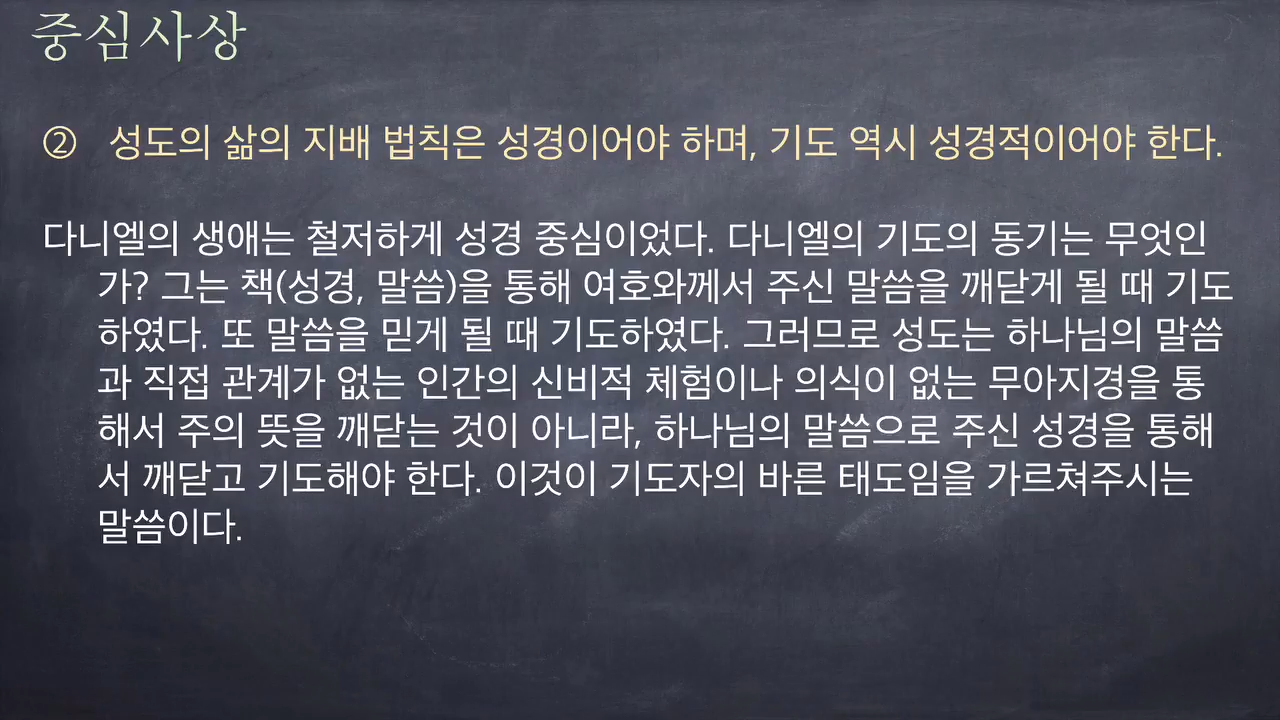 중심사상
② 성도의 삶의 지배 법칙은 성경이어야 하며, 기도 역시 성경적이어야 한다.
다니엘의 생애는 철저하게 성경 중심이었다. 다니엘의 기도의 동기는 무엇인
가? 그는 책(성경, 말씀)을 통해 여호와께서 주신 말씀을 깨닫게 될 때 기도
하였다. 또 말씀을 믿게 될 때 기도하였다. 그러므로 성도는 하나님의 말씀
과 직접 관계가 없는 인간의 신비적 체험이나 의식이 없는 무아지경을 통
해서 주의 뜻을 깨닫는 것이 아니라, 하나님의 말씀으로 주신 성경을 통해
서 깨닫고 기도해야 한다. 이것이 기도자의 바른 태도임을 가르쳐주시는
말씀이다.